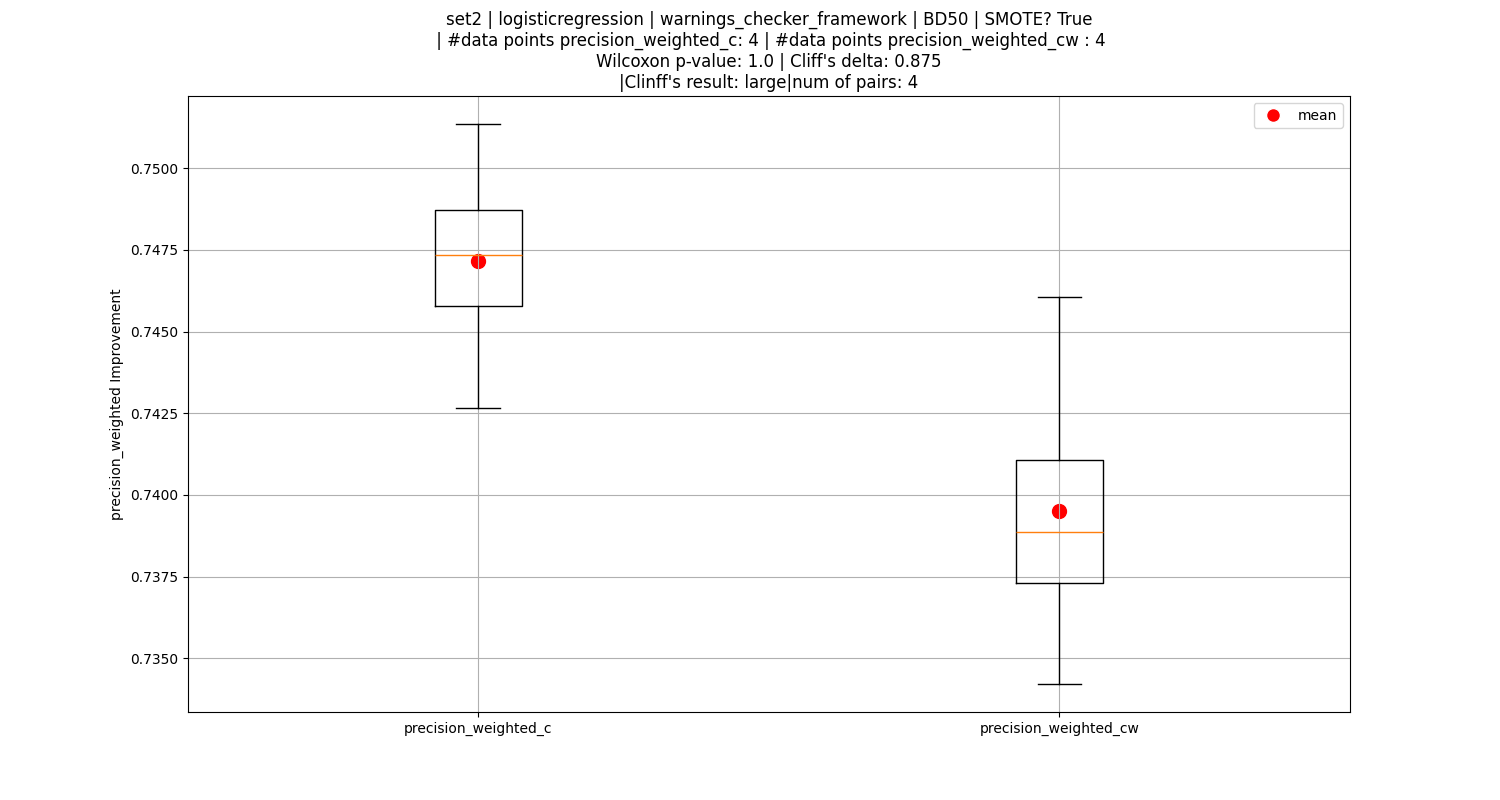 set2 | logisticregression | warnings_checker_framework | BD50 | SMOTE? True
| #data points precision_weighted_c: 4 | #data points precision_weighted_cw : 4
Wilcoxon p-value: 1.0 | Cliff's delta: 0.875
|Clinff's result: large|num of pairs: 4
mean
0.7500
0.7475
0.7450
0.7425
0.7400
0.7375
0.7350
precision_weighted Improvement
precision_weighted_c
precision_weighted_cw